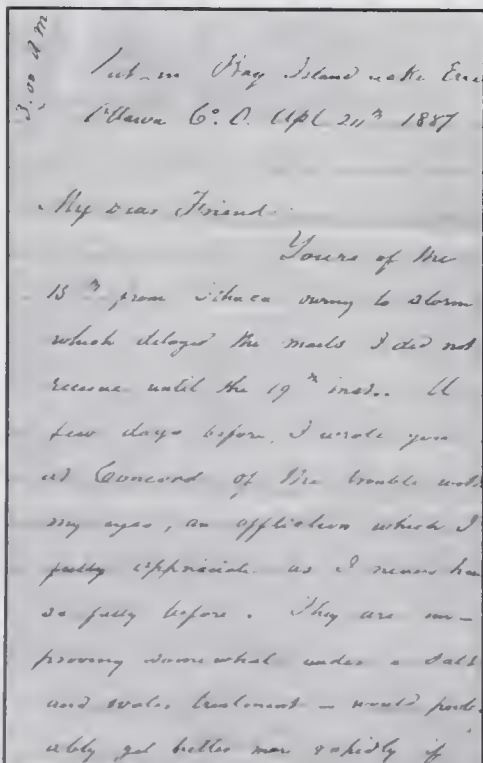 3,00 A M
Put-in Bay Island Lake Erie
Ottawa Co. O. Apl 20th 1887
My dear Friend.
Yours of the
15th from Ithaca owing to storm
which delayed the mails I did not
receive until the 19th inst.. A
few days before, I wrote you
at Concord of the trouble with
my eyes, an affliction which I
fully appreciate as I never have
so fully before. They are im-
proving somewhat under a salt
and water treatment – would prob-
ably get better more rapidly if